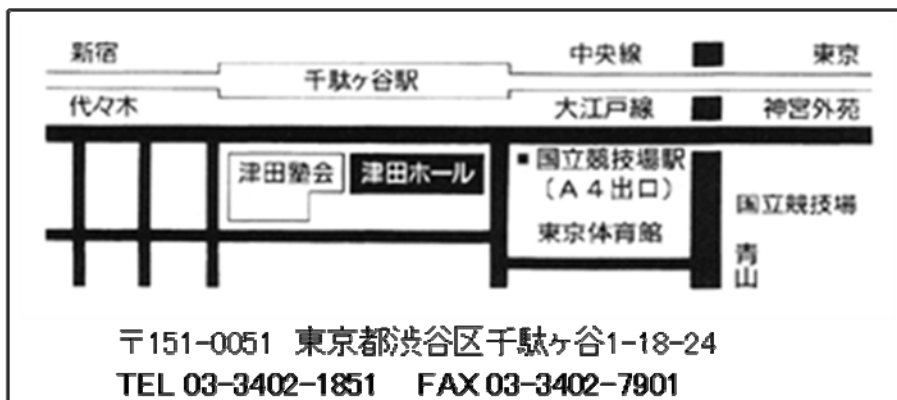 新宿 中央線 東京
千駄ヶ谷駅
代々木 大江戸線 神宮外苑
津田塾会 津田ホール ▪国立競技場駅
(A4出口)
国立競技場
東京体育館
青山
〒151-0051 東京都渋谷区千駄ヶ谷1-18-24
TEL 03-3402-1851 FAX 03-3402-7901